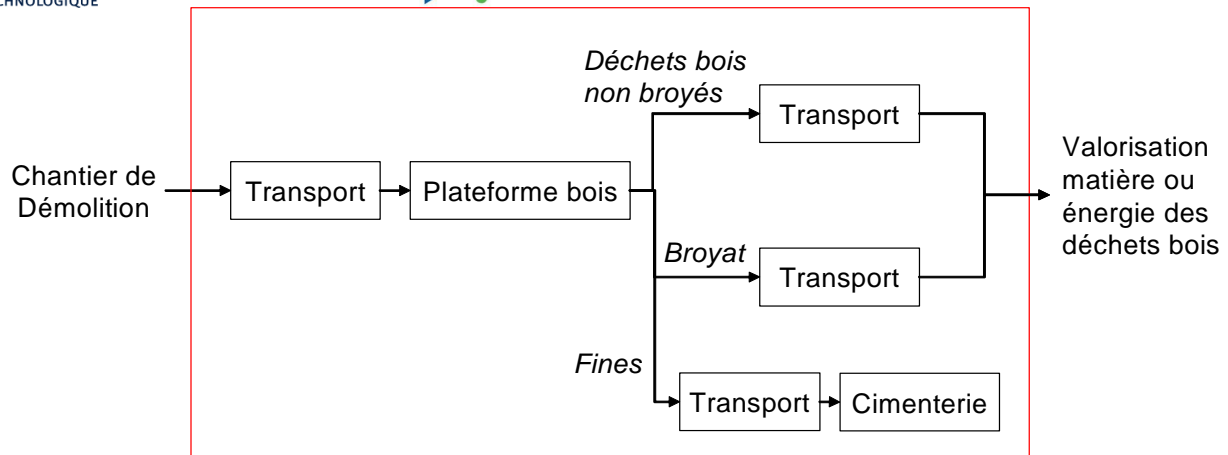 CHNOLOGIQUE
Déchets bois
non broyés
Transport
Chantier de
Démolition
Transport
Plateforme bois
Valorisation
matière ou
énergie des
déchets bois
Broyat
Transport
Fines
Transport
Cimenterie